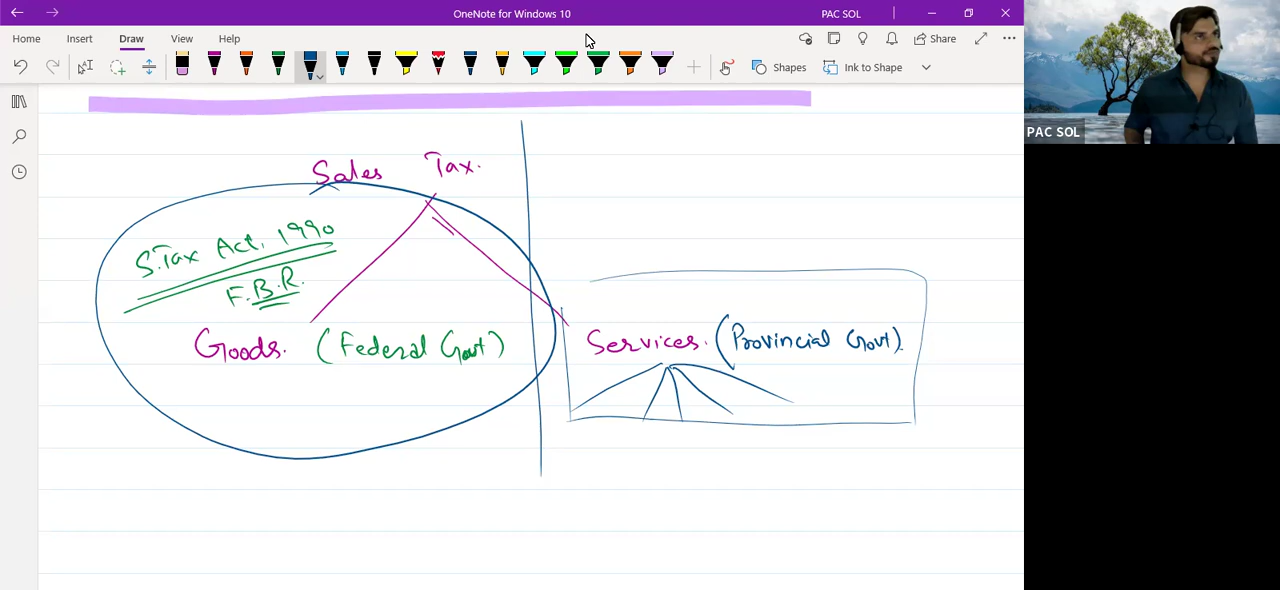 OneNote for Windows 10
PAC SOL
Home Insert Draw View Help
Share
Shapes
Ink to Shape
PAC SOL
Sales Tax.
S.Tax Act, 1990
F.B.R.
Goods. (Federal Govt)
Services. (Provincial Govt).